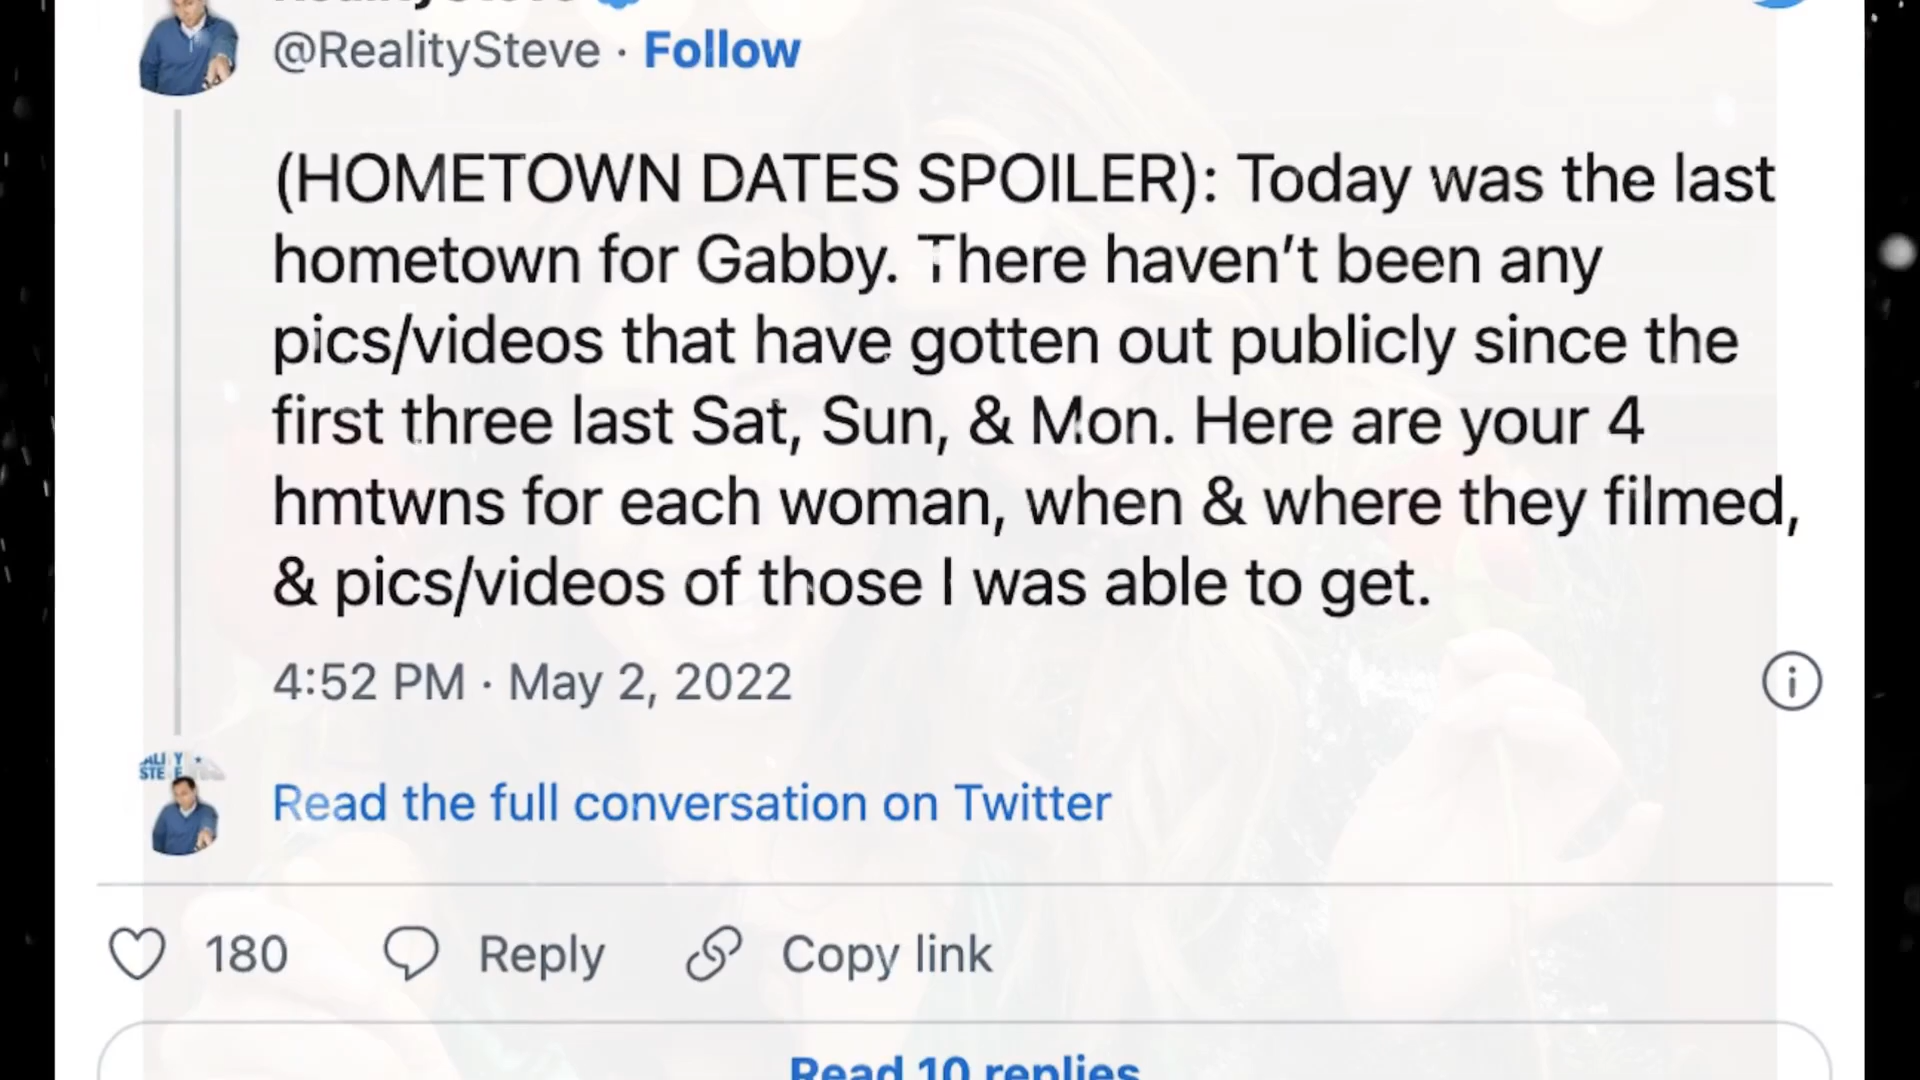 @RealitySteve · Follow
(HOMETOWN DATES SPOILER): Today was the last
hometown for Gabby. There haven’t been any
pics/videos that have gotten out publicly since the
first three last Sat, Sun, & Mon. Here are your 4
hmtwns for each woman, when & where they filmed,
& pics/videos of those I was able to get.
4:52 PM · May 2, 2022
Read the full conversation on Twitter
180 Reply Copy link
Read 10 replies